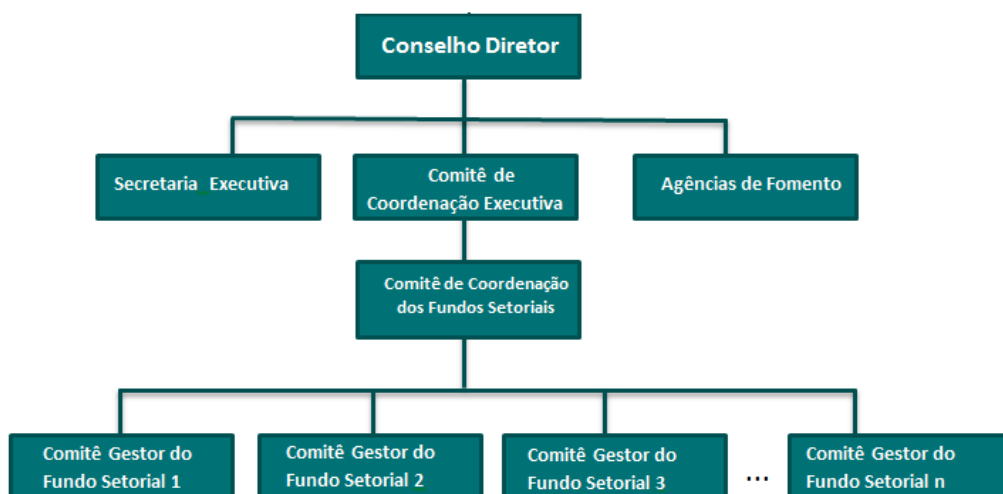 Conselho Diretor
Secretaria Executiva
Comitê de
Coordenação Executiva
Agências de Fomento
Comitê de Coordenação
dos Fundos Setoriais
Comitê Gestor do
Fundo Setorial 1
Comitê Gestor do
Fundo Setorial 2
Comitê Gestor do
Fundo Setorial 3
...
Comitê Gestor do
Fundo Setorial n